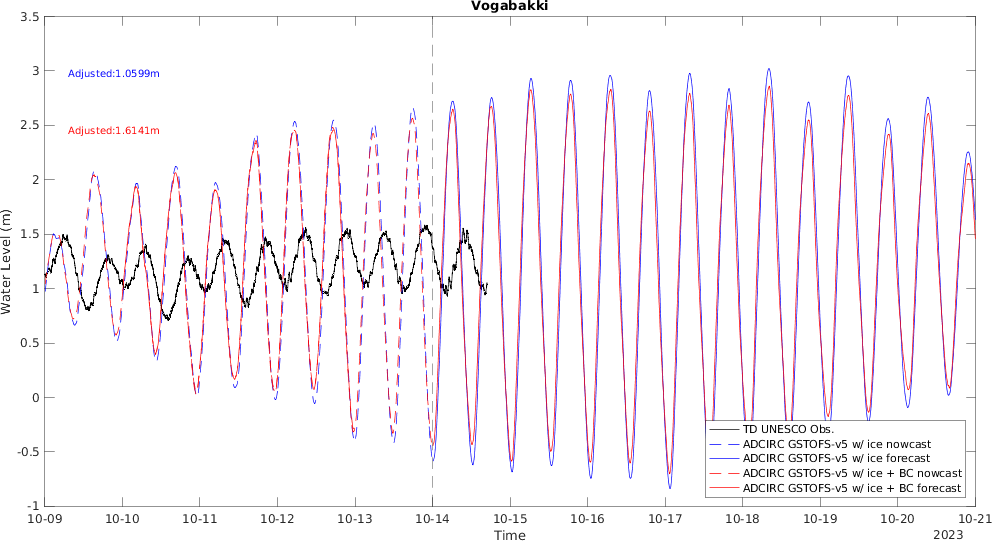 Vogabakki
3.5
3
2.5
2
1.5
1
0.5
0
-0.5
-1
Water Level (m)
Adjusted:1.0599m
Adjusted:1.6141m
TD UNESCO Obs.
ADCIRC GSTOFS-v5 w/ ice nowcast
ADCIRC GSTOFS-v5 w/ ice forecast
ADCIRC GSTOFS-v5 w/ ice + BC nowcast
ADCIRC GSTOFS-v5 w/ ice + BC forecast
10-09 10-10 10-11 10-12 10-13 10-14 10-15 10-16 10-17 10-18 10-19 10-20 10-21
Time
2023